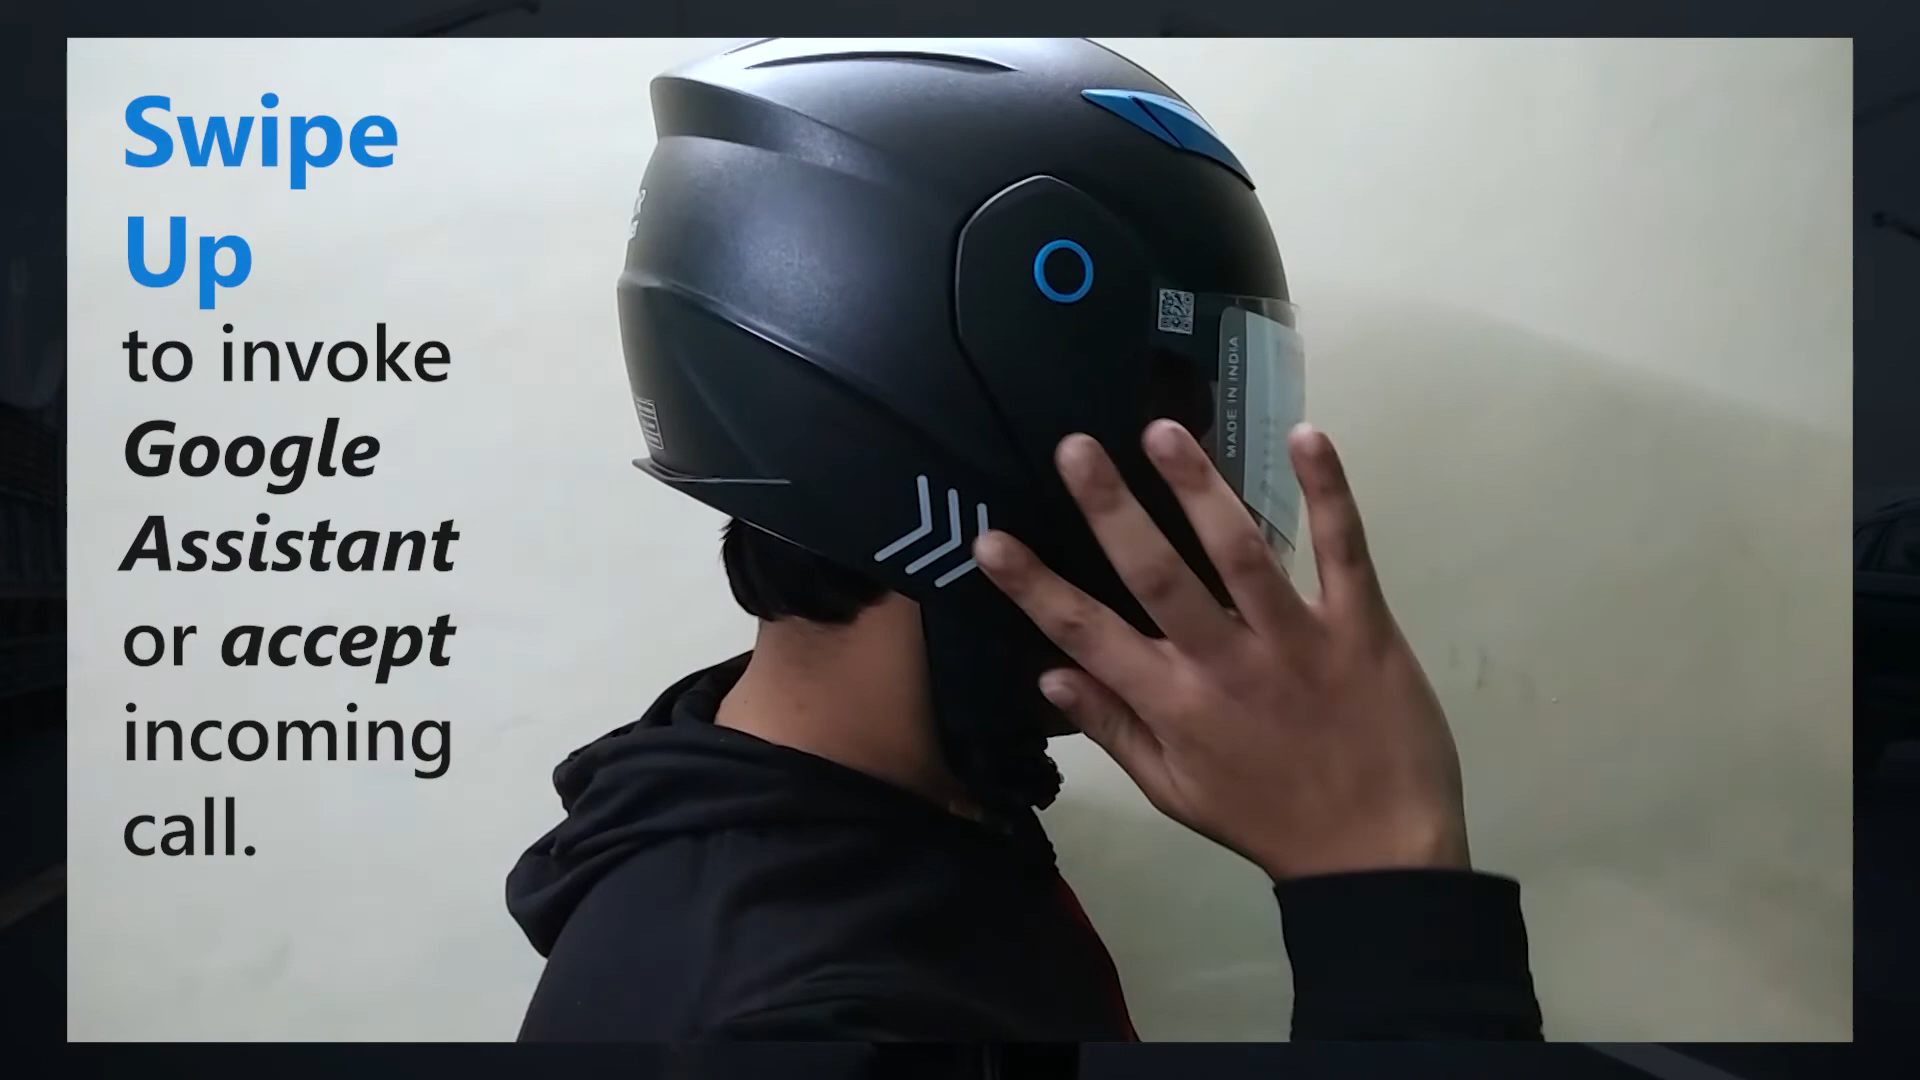 Swipe
Up
to invoke
Google
Assistant
or accept
incoming
call.
MADE IN INDIA